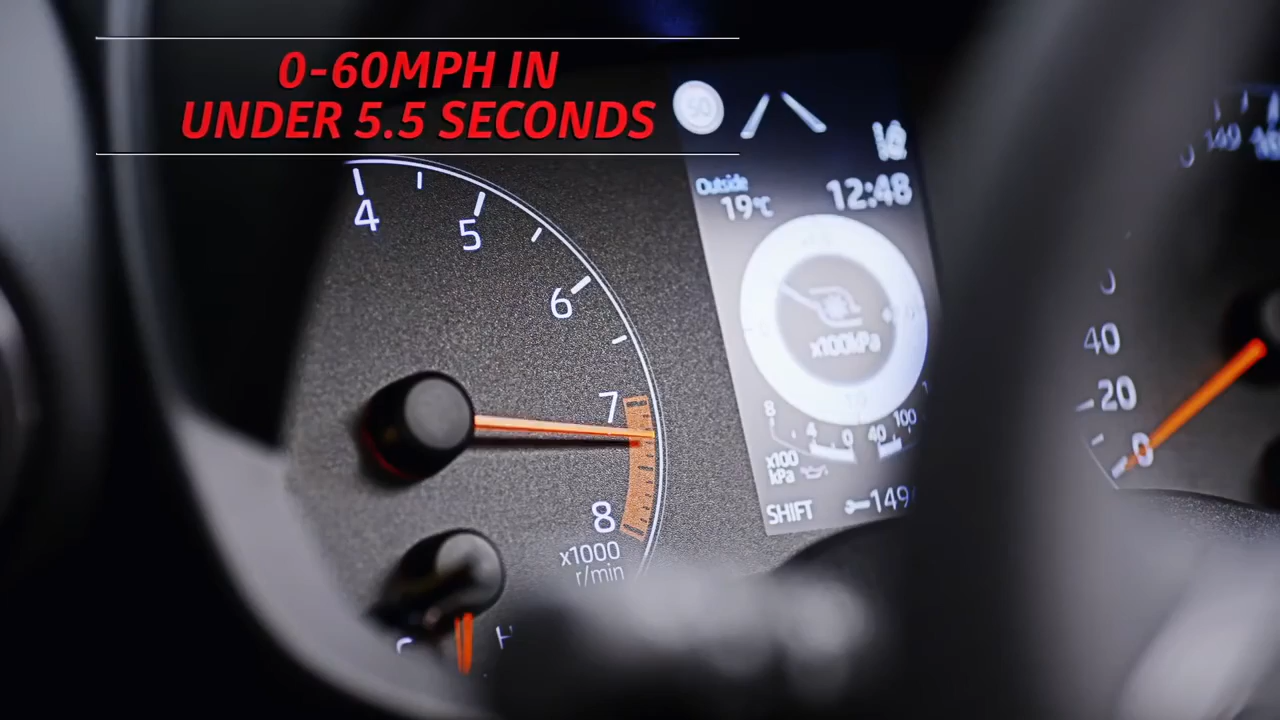 0-60MPH IN
UNDER 5.5 SECONDS
50
Outside
19°C
12:48
4
5
6
7
8
x1000
r/min
x100kPa
8 4 0 40 100
x100
kPa
SHIFT
149
40
20
0
H